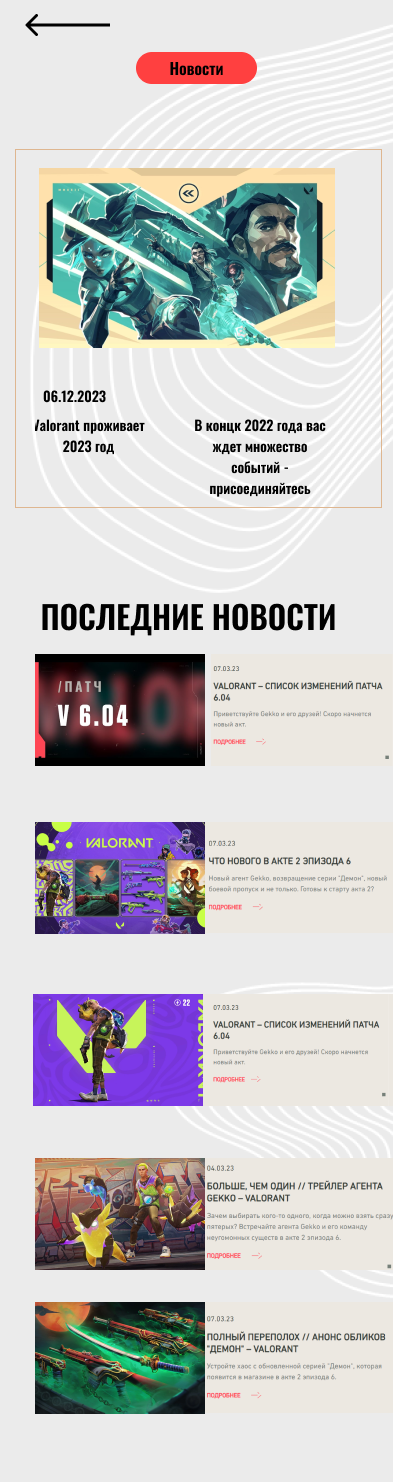 Новости
06.12.2023
Valorant проживает
2023 год
В концк 2022 года вас
ждет множество
событий -
присоединяйтесь
ПОСЛЕДНИЕ НОВОСТИ
/ПАТЧ
V 6.04
07.03.23
VALORANT – СПИСОК ИЗМЕНЕНИЙ ПАТЧА
6.04
Приветствуйте Gekko и его друзей! Скоро начнется
новый акт.
ПОДРОБНЕЕ
VALORANT
07.03.23
ЧТО НОВОГО В АКТЕ 2 ЭПИЗОДА 6
Новый агент Gekko, возвращение серии "Демон", новый
боевой пропуск и не только. Готовы к старту акта 2?
ПОДРОБНЕЕ
22
07.03.23
VALORANT – СПИСОК ИЗМЕНЕНИЙ ПАТЧА
6.04
Приветствуйте Gekko и его друзей! Скоро начнется
новый акт.
ПОДРОБНЕЕ
04.03.23
БОЛЬШЕ, ЧЕМ ОДИН // ТРЕЙЛЕР АГЕНТА
GEKKO – VALORANT
Зачем выбирать кого-то одного, когда можно взять сразу
пятерых? Встречайте агента Gekko и его команду
неугомонных существ в акте 2 эпизода 6.
ПОДРОБНЕЕ
07.03.23
ПОЛНЫЙ ПЕРЕПОЛОХ // АНОНС ОБЛИКОВ
"ДЕМОН" – VALORANT
Устройте хаос с обновленной серией "Демон", которая
появится в магазине в акте 2 эпизода 6.
ПОДРОБНЕЕ